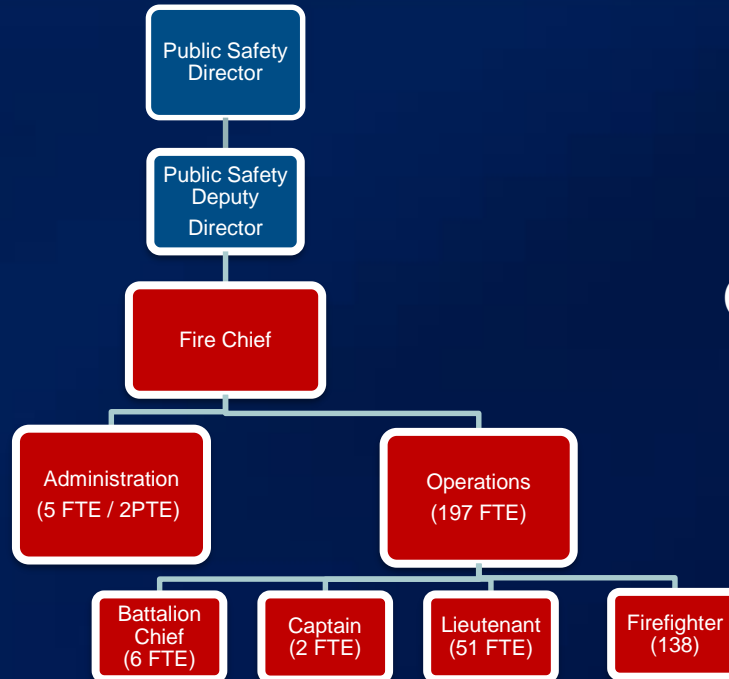 Public Safety
Director
Public Safety
Deputy
Director
Fire Chief
Administration
(5 FTE / 2PTE)
Operations
(197 FTE)
Battalion
Chief
(6 FTE)
Captain
(2 FTE)
Lieutenant
(51 FTE)
Firefighter
(138)